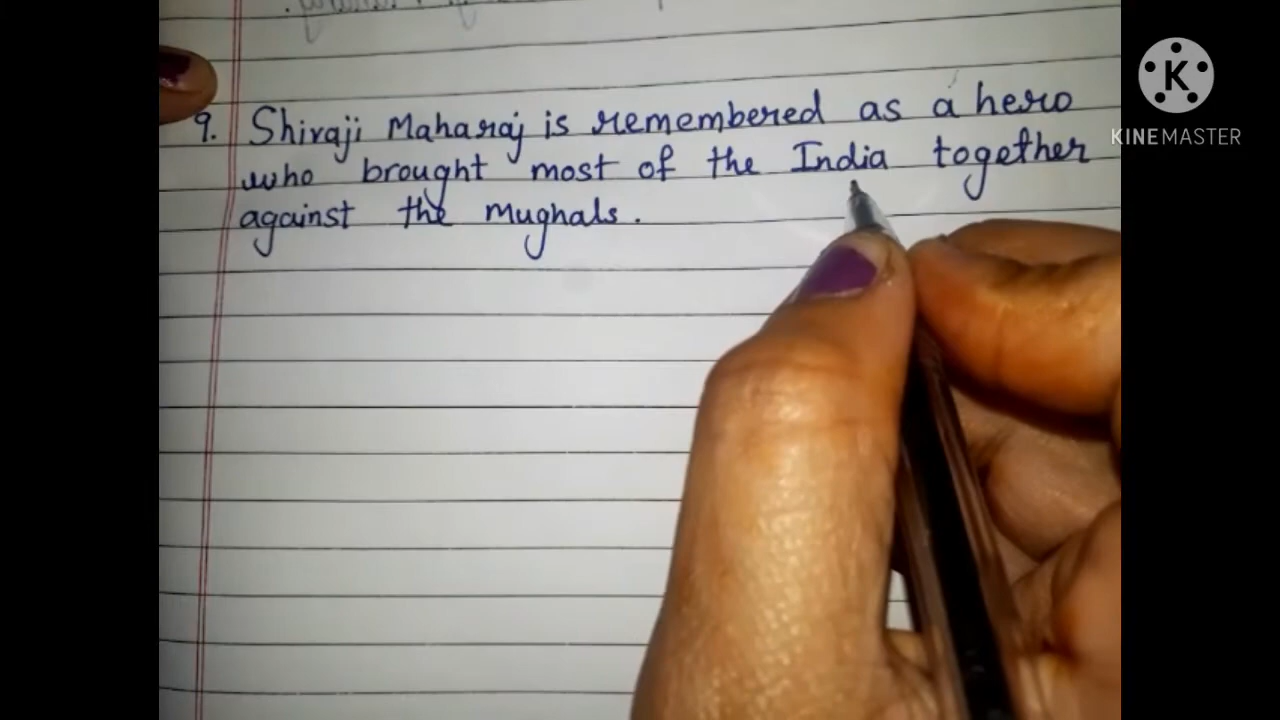 9. Shivaji Maharaj is remembered as a hero
who brought most of the India together
against the Mughals.
K
KINEMASTER